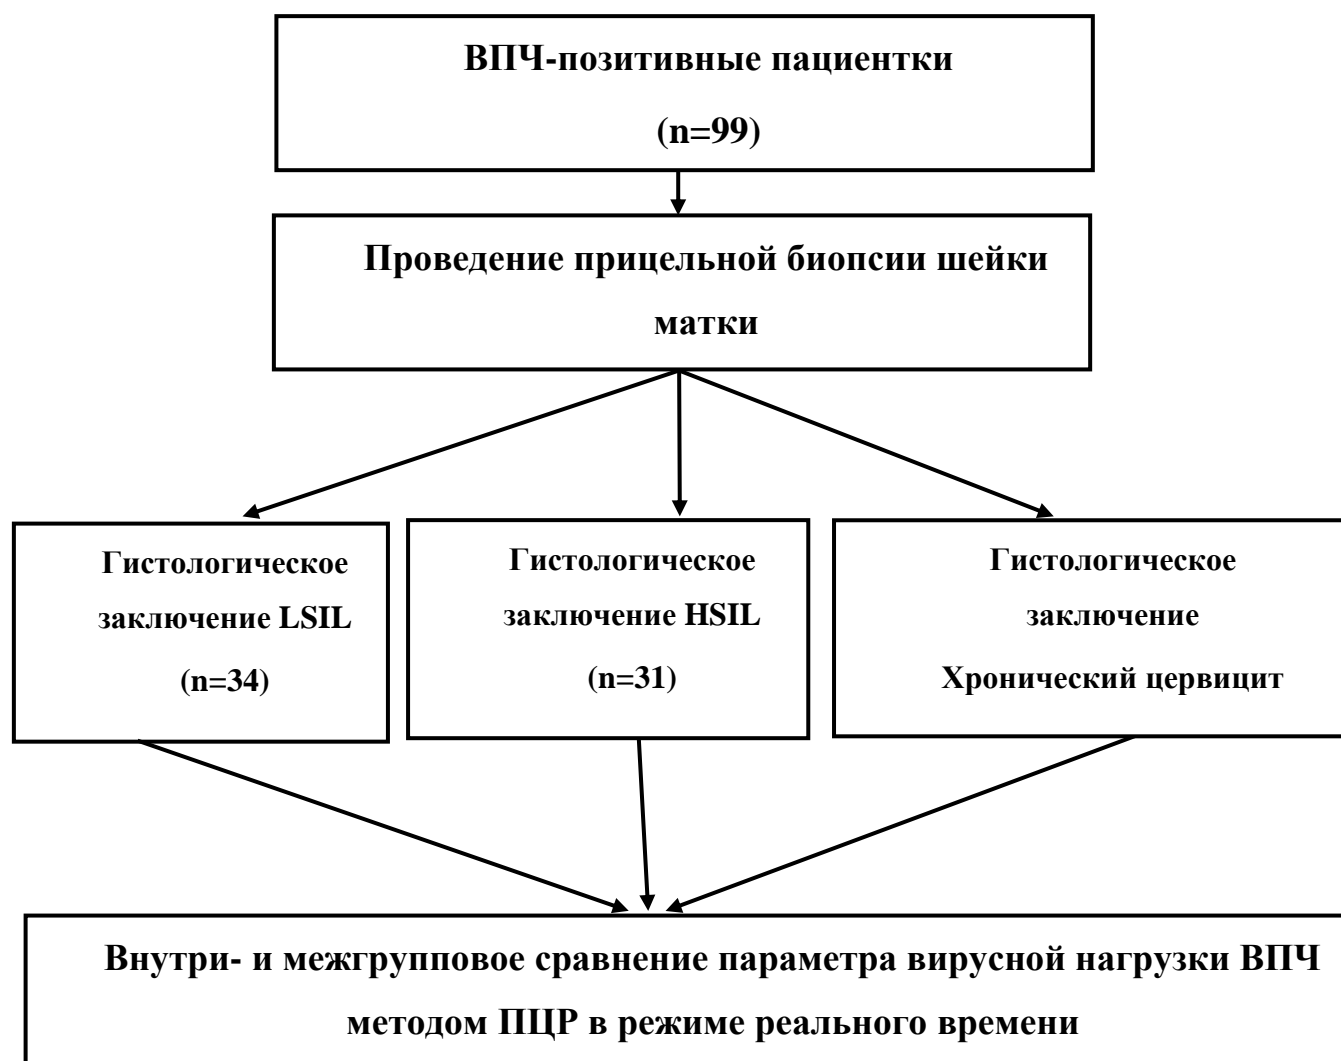 ВПЧ-позитивные пациентки
(n=99)
Проведение прицельной биопсии шейки
матки
Гистологическое
заключение LSIL
(n=34)
Гистологическое
заключение HSIL
(n=31)
Гистологическое
заключение
Хронический цервицит
Внутри- и межгрупповое сравнение параметра вирусной нагрузки ВПЧ
методом ПЦР в режиме реального времени